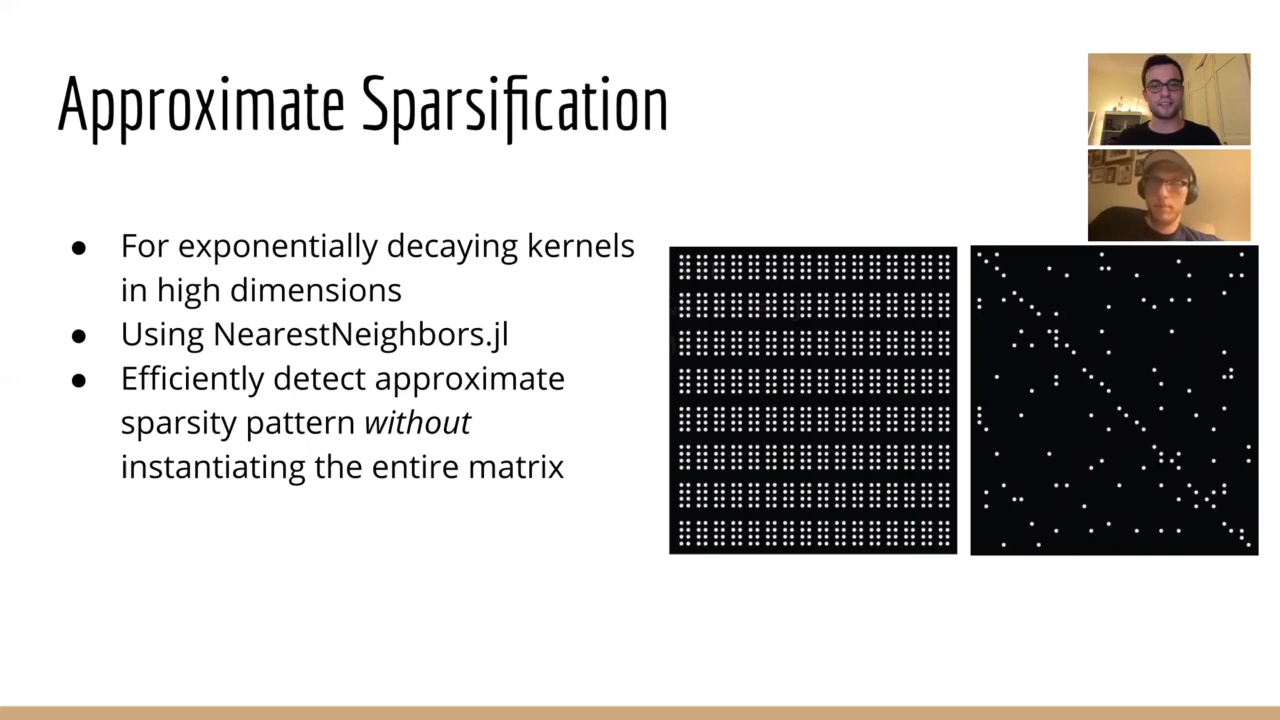 Approximate Sparsification
● For exponentially decaying kernels
in high dimensions
● Using NearestNeighbors.jl
● Efficiently detect approximate
sparsity pattern without
instantiating the entire matrix